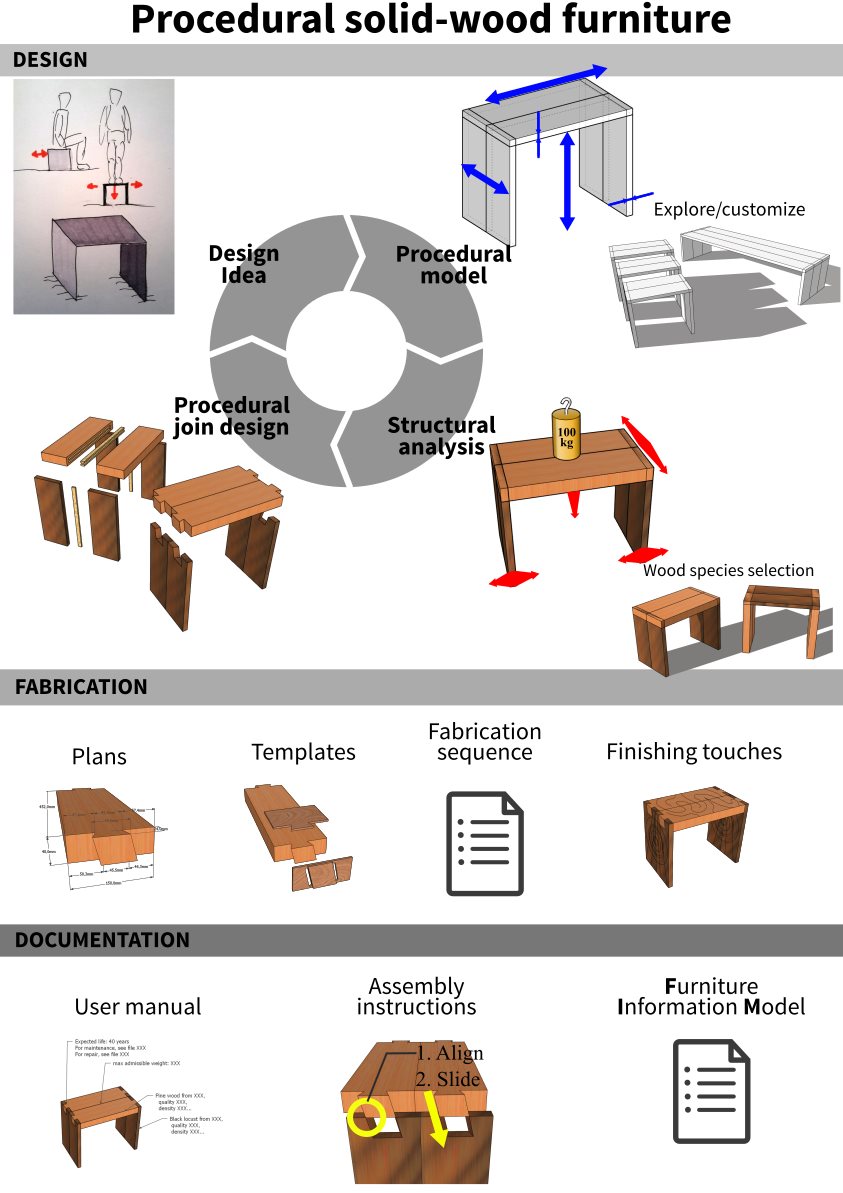 Procedural solid-wood furniture
DESIGN
Explore/customize
Design
Idea
Procedural
model
Procedural
join design
Structural
analysis
100
kg
Wood species selection
FABRICATION
Plans
Templates
Fabrication
sequence
Finishing touches
DOCUMENTATION
User manual
Assembly
instructions
Furniture
Information Model
Expected life: 40 years
For maintenance, see file XXX
For repair, see file XXX
max admissible weight: XXX
Pine wood from XXX,
quality XXX,
density XXX...
Black locust from XXX,
quality XXX,
density XXX...
1. Align
2. Slide